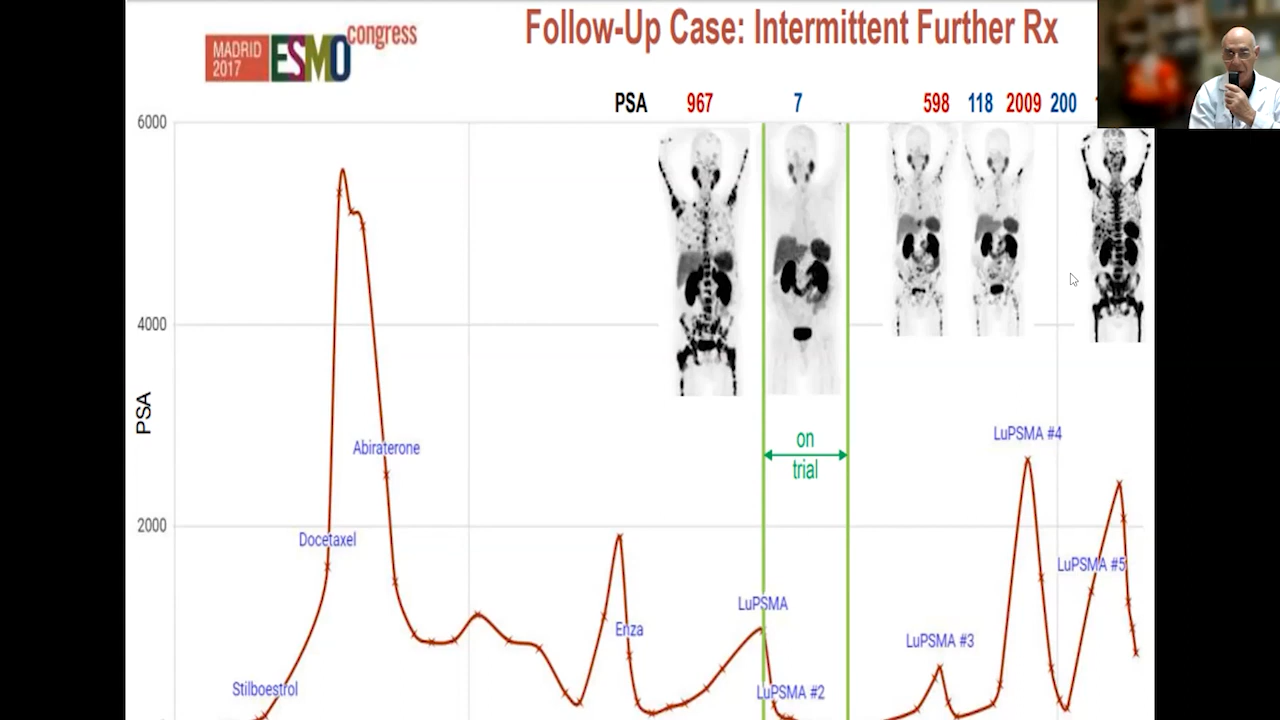 Follow-Up Case: Intermittent Further Rx
MADRID
2017
ESMO
congress
PSA 967 7 598 118 2009 200
6000
4000
2000
PSA
on
trial
LuPSMA #4
Abiraterone
Docetaxel
LuPSMA #5
LuPSMA
Enza
LuPSMA #3
Stilboestrol
LuPSMA #2